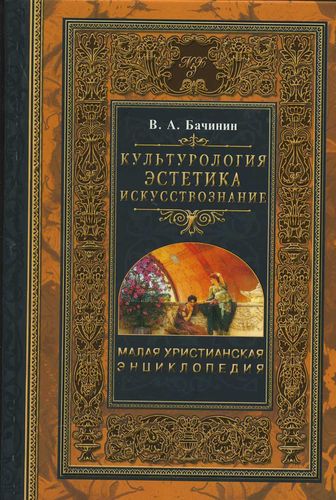 В. А. Бачинин
КУЛЬТУРОЛОГИЯ
ЭСТЕТИКА
ИСКУССТВОЗНАНИЕ
МАЛАЯ ХРИСТИАНСКАЯ
ЭНЦИКЛОПЕДИЯ